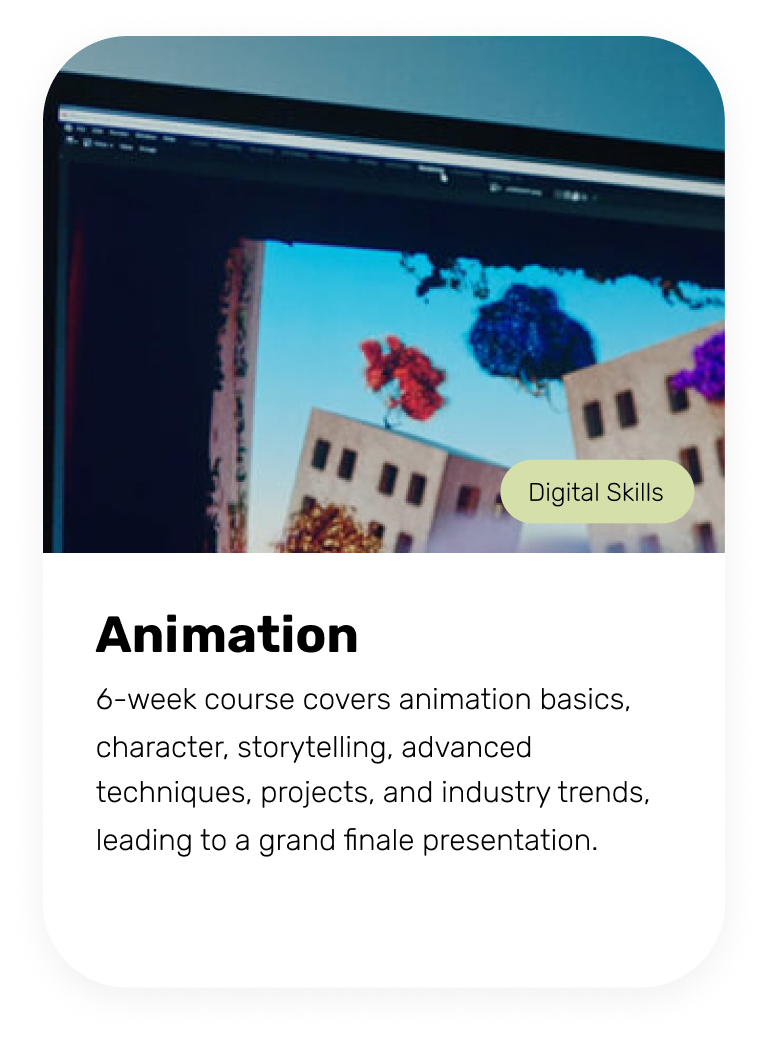 Digital Skills
Animation
6-week course covers animation basics,
character, storytelling, advanced
techniques, projects, and industry trends,
leading to a grand finale presentation.